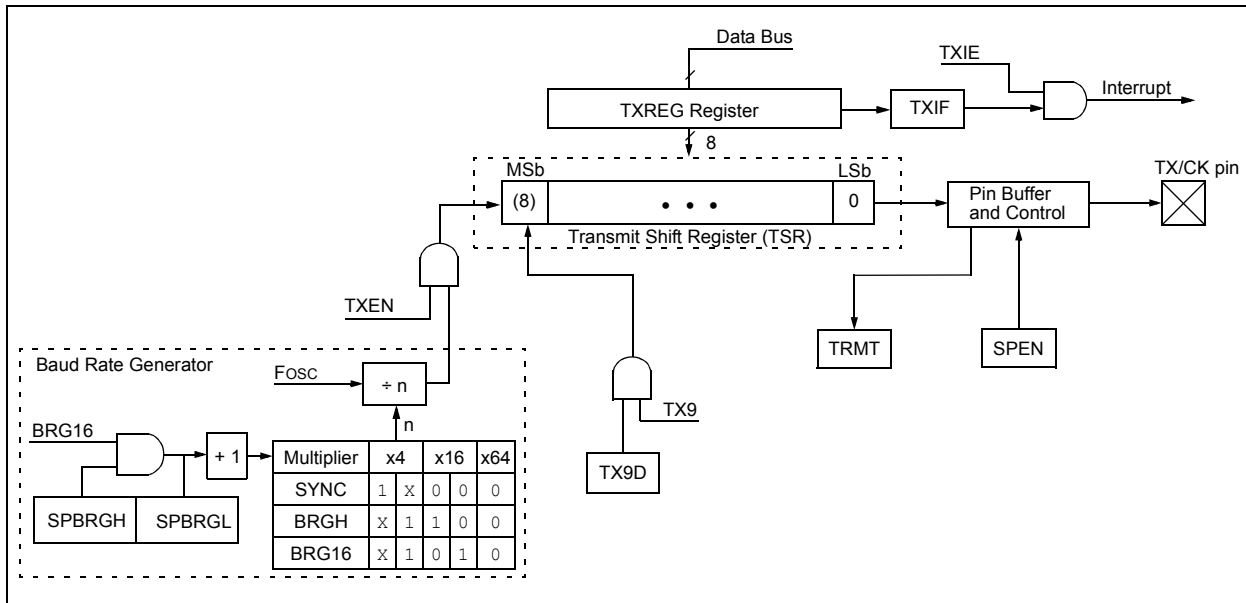 Data Bus
TXIE
Interrupt
TXREG Register
TXIF
8
MSb
LSb
TX/CK pin
(8)
• • •
0
Pin Buffer
and Control
Transmit Shift Register (TSR)
TXEN
TRMT
SPEN
Baud Rate Generator
FOSC
÷ n
TX9
n
BRG16
+ 1
Multiplier x4 x16 x64
TX9D
SYNC 1 X 0 0 0
SPBRGH SPBRGL
BRGH X 1 1 0 0
BRG16 X 1 0 1 0